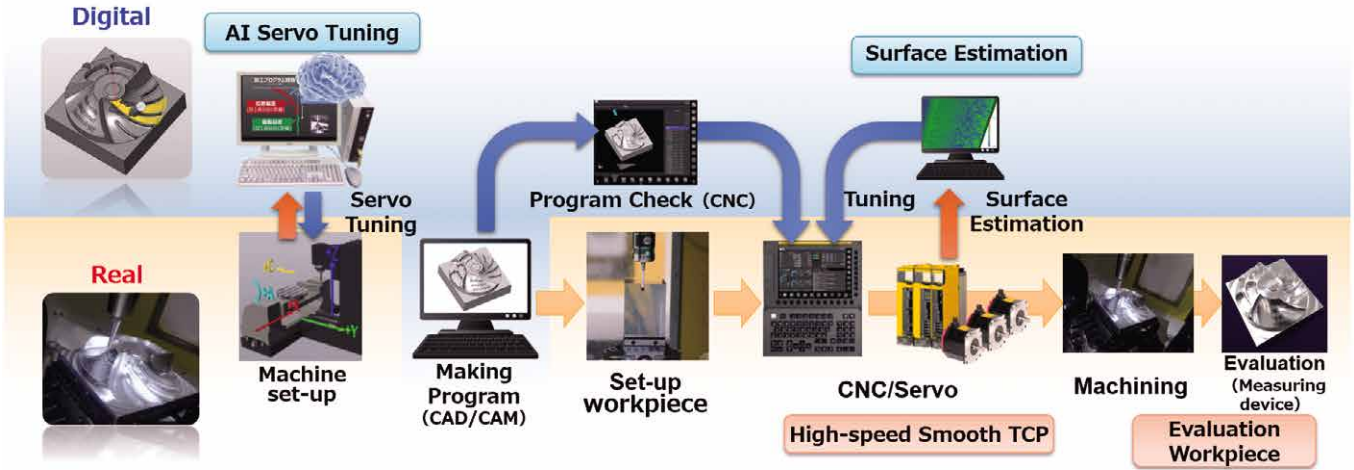 Digital
AI Servo Tuning
Surface Estimation
Servo
Tuning
Program Check (CNC)
Tuning
Surface
Estimation
Real
Machine
set-up
Making
Program
(CAD/CAM)
Set-up
workpiece
CNC/Servo
Machining
Evaluation
(Measuring
device)
High-speed Smooth TCP
Evaluation
Workpiece